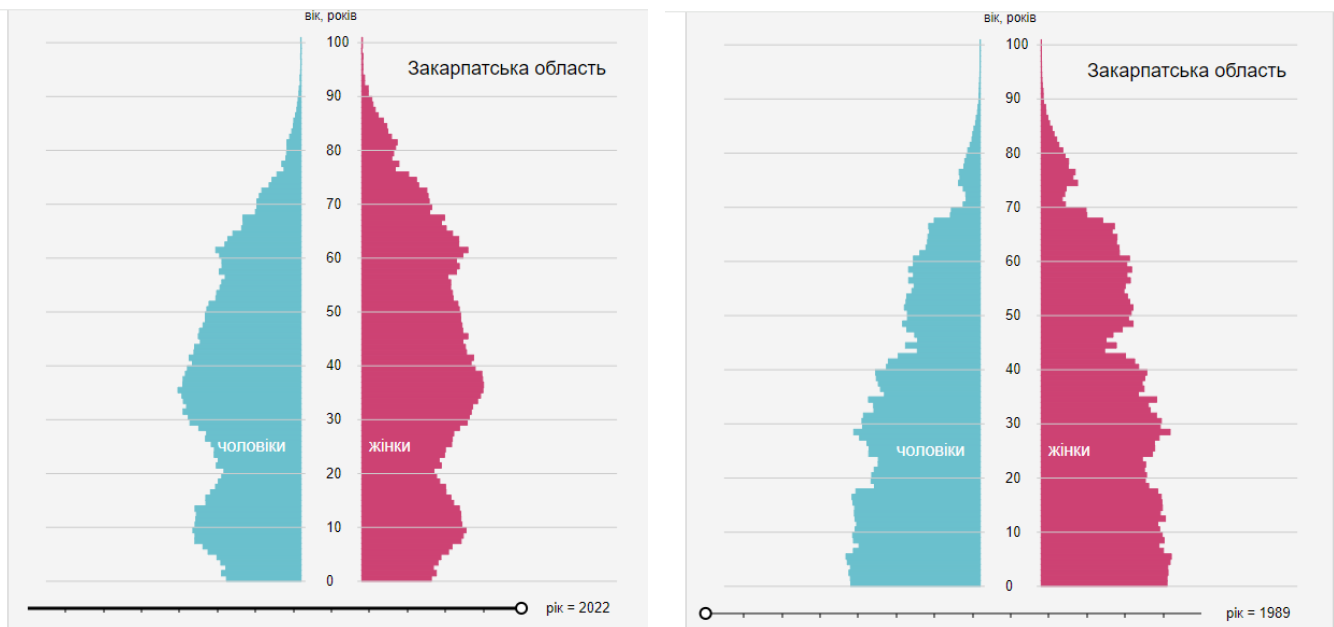 вік, років
100
Закарпатська область
90
80
70
60
50
40
30
чоловіки
жінки
20
10
0
рік = 2022
вік, років
100
Закарпатська область
90
80
70
60
50
40
30
чоловіки
жінки
20
10
0
рік = 1989